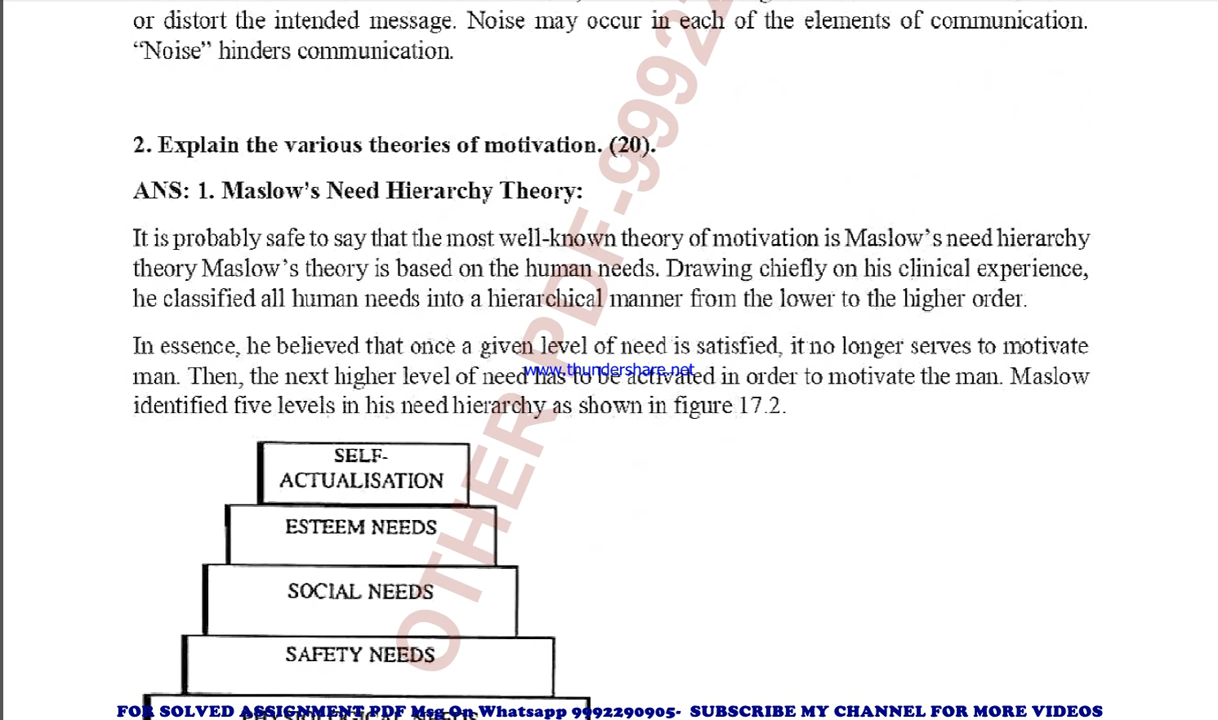 or distort the intended message. Noise may occur in each of the elements of communication.
“Noise” hinders communication.
2. Explain the various theories of motivation. (20).
ANS: 1. Maslow’s Need Hierarchy Theory:
It is probably safe to say that the most well-known theory of motivation is Maslow’s need hierarchy
theory Maslow’s theory is based on the human needs. Drawing chiefly on his clinical experience,
he classified all human needs into a hierarchical manner from the lower to the higher order.
In essence, he believed that once a given level of need is satisfied, it no longer serves to motivate
man. Then, the next higher level of need has to be activated in order to motivate the man. Maslow
www.thundershare.net
identified five levels in his need hierarchy as shown in figure 17.2.
SELF-
ACTUALISATION
ESTEEM NEEDS
SOCIAL NEEDS
SAFETY NEEDS
OTHER PDF-9992
FOR SOLVED ASSIGNMENT PDF Msg On Whatsapp 9992290905- SUBSCRIBE MY CHANNEL FOR MORE VIDEOS